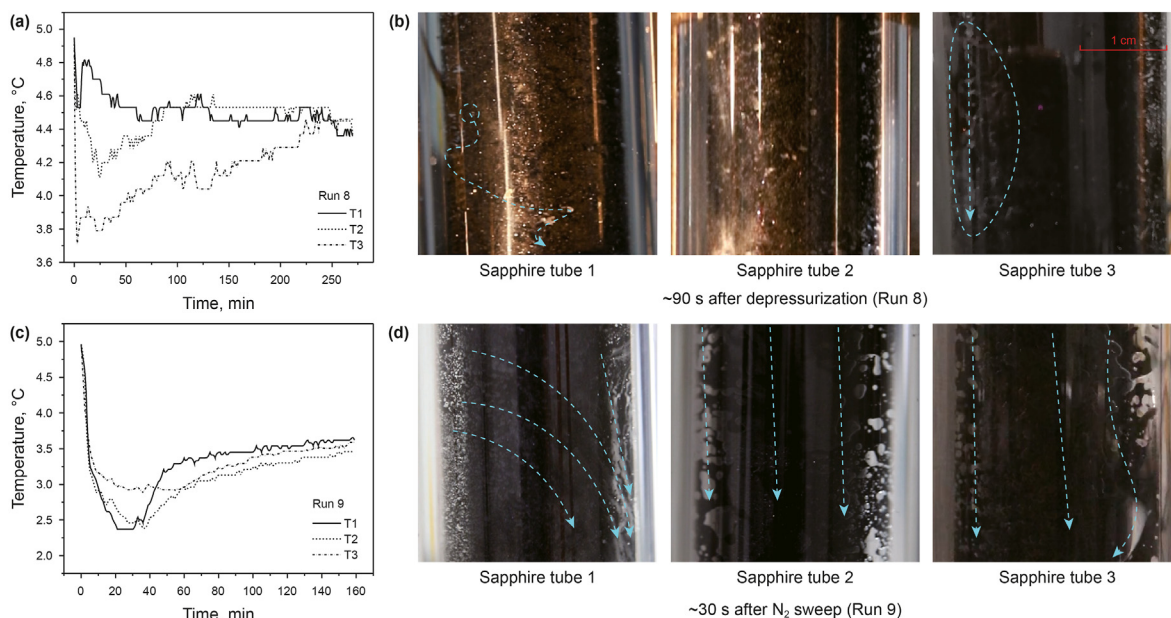 (a)
5.0
4.8
4.6
4.4
4.2
4.0
3.8
3.6
Temperature, °C
Run 8
T1
T2
T3
0
50
100
150
200
250
Time, min
(b)
1 cm
Sapphire tube 1
Sapphire tube 2
Sapphire tube 3
~90 s after depressurization (Run 8)
(c)
5.0
4.5
4.0
3.5
3.0
2.5
2.0
Temperature, °C
Run 9
T1
T2
T3
0
20
40
60
80
100
120
140
160
Time, min
(d)
Sapphire tube 1
Sapphire tube 2
Sapphire tube 3
~30 s after N₂ sweep (Run 9)